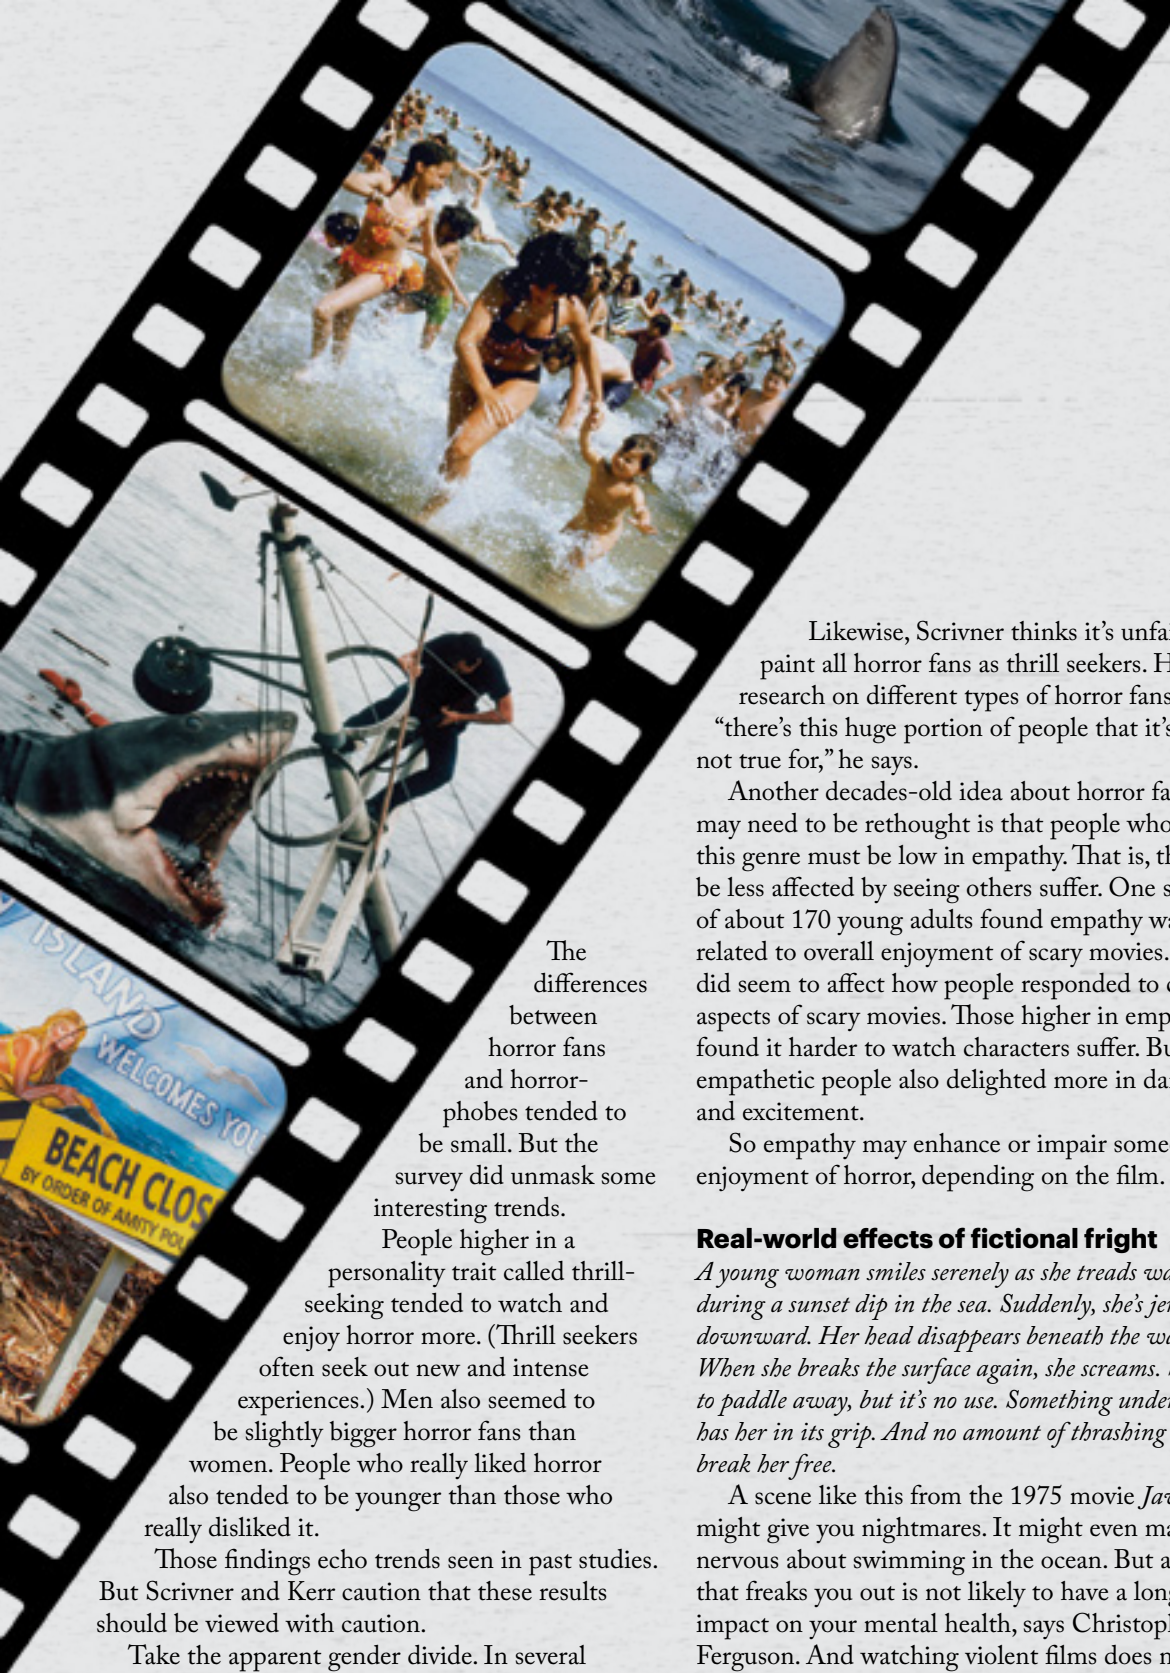 ISLAND
WELCOMES YOU
BEACH CLOS
BY ORDER OF AMITY POL
The
differences
between
horror fans
and horror-
phobes tended to
be small. But the
survey did unmask some
interesting trends.
People higher in a
personality trait called thrill-
seeking tended to watch and
enjoy horror more. (Thrill seekers
often seek out new and intense
experiences.) Men also seemed to
be slightly bigger horror fans than
women. People who really liked horror
also tended to be younger than those who
really disliked it.
Those findings echo trends seen in past studies.
But Scrivner and Kerr caution that these results
should be viewed with caution.
Take the apparent gender divide. In several
Likewise, Scrivner thinks it’s unfai
paint all horror fans as thrill seekers. H
research on different types of horror fans
“there’s this huge portion of people that it’s
not true for,” he says.
Another decades-old idea about horror fa
may need to be rethought is that people who
this genre must be low in empathy. That is, th
be less affected by seeing others suffer. One s
of about 170 young adults found empathy wa
related to overall enjoyment of scary movies.
did seem to affect how people responded to c
aspects of scary movies. Those higher in emp
found it harder to watch characters suffer. Bu
empathetic people also delighted more in da
and excitement.
So empathy may enhance or impair some
enjoyment of horror, depending on the film.
Real-world effects of fictional fright
A young woman smiles serenely as she treads wa
during a sunset dip in the sea. Suddenly, she’s jer
downward. Her head disappears beneath the wa
When she breaks the surface again, she screams.
to paddle away, but it’s no use. Something under
has her in its grip. And no amount of thrashing
break her free.
A scene like this from the 1975 movie Jaw
might give you nightmares. It might even ma
nervous about swimming in the ocean. But a
that freaks you out is not likely to have a long
impact on your mental health, says Christoph
Ferguson. And watching violent films does n